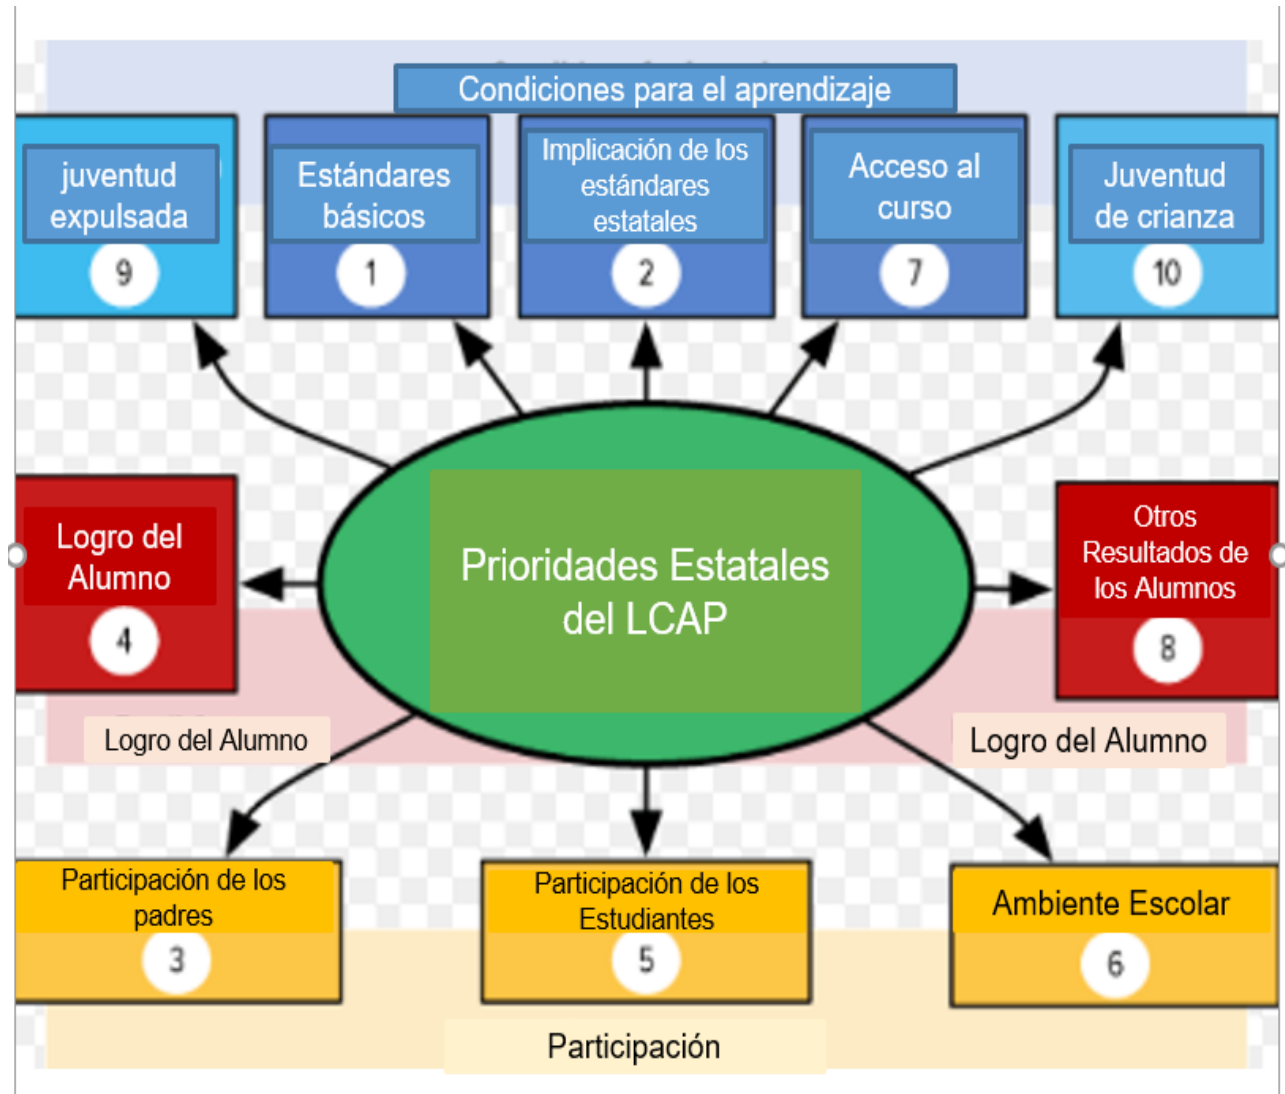 Condiciones para el aprendizaje
juventud
expulsada
9
Estándares
básicos
1
Implicación de los
estándares
estatales
2
Acceso al
curso
7
Juventud
de crianza
10
Logro del
Alumno
4
Prioridades Estatales
del LCAP
Otros
Resultados de
los Alumnos
8
Logro del Alumno
Logro del Alumno
Participación de los
padres
3
Participación de los
Estudiantes
5
Ambiente Escolar
6
Participación